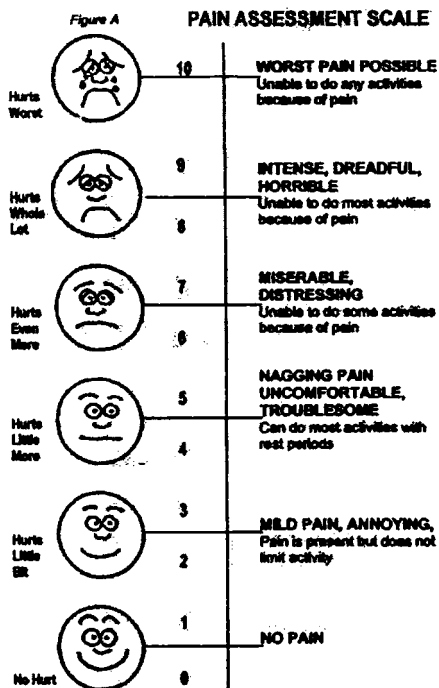 Figure A
PAIN ASSESSMENT SCALE
Hurts
Worst
10
WORST PAIN POSSIBLE
Unable to do any activities
because of pain
Hurts
Whole
Lot
9
8
INTENSE, DREADFUL,
HORRIBLE
Unable to do most activities
because of pain
Hurts
Even
More
7
6
MISERABLE,
DISTRESSING
Unable to do some activities
because of pain
Hurts
Little
More
5
4
NAGGING PAIN
UNCOMFORTABLE,
TROUBLESOME
Can do most activities with
rest periods
Hurts
Little
Bit
3
2
MILD PAIN, ANNOYING,
Pain is present but does not
limit activity
No Hurt
1
0
NO PAIN